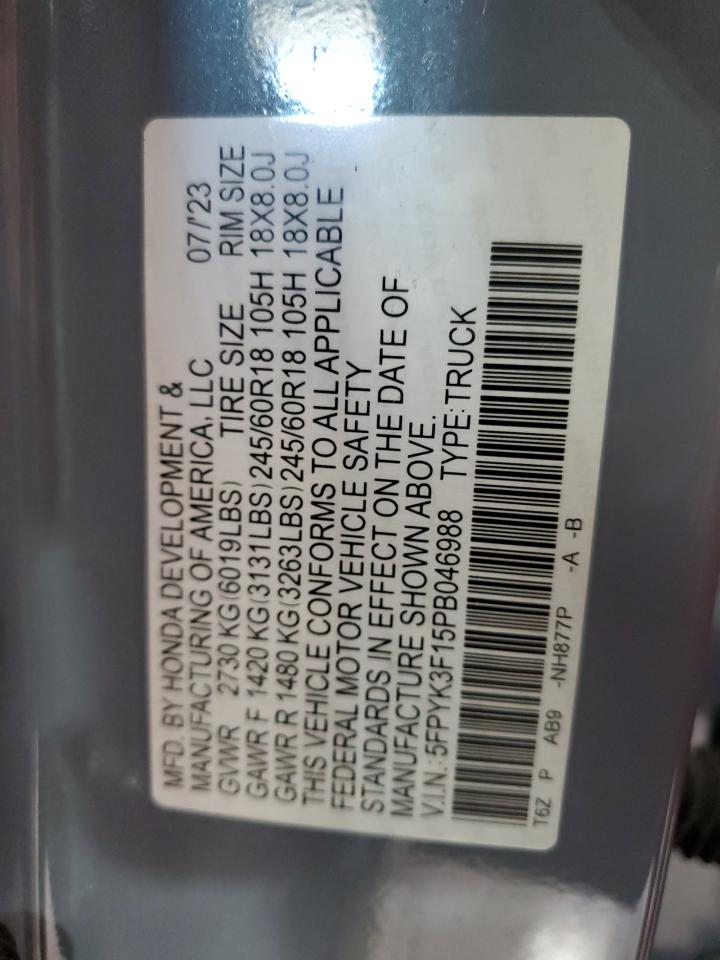 MFD. BY HONDA DEVELOPMENT &
MANUFACTURING OF AMERICA, LLC 07/'23
GVWR 2730 KG(6019LBS) TIRE SIZE RIM SIZE
GAWR F 1420 KG(3131LBS)245/60R18 105H 18X8.0J
GAWR R 1480 KG(3263LBS)245/60R18 105H 18X8.0J
THIS VEHICLE CONFORMS TO ALL APPLICABLE
FEDERAL MOTOR VEHICLE SAFETY
STANDARDS IN EFFECT ON THE DATE OF
MANUFACTURE SHOWN ABOVE.
V.I.N.:5FPYK3F15PB046988 TYPE:TRUCK
T6Z P AB9 -NH877P -A -B